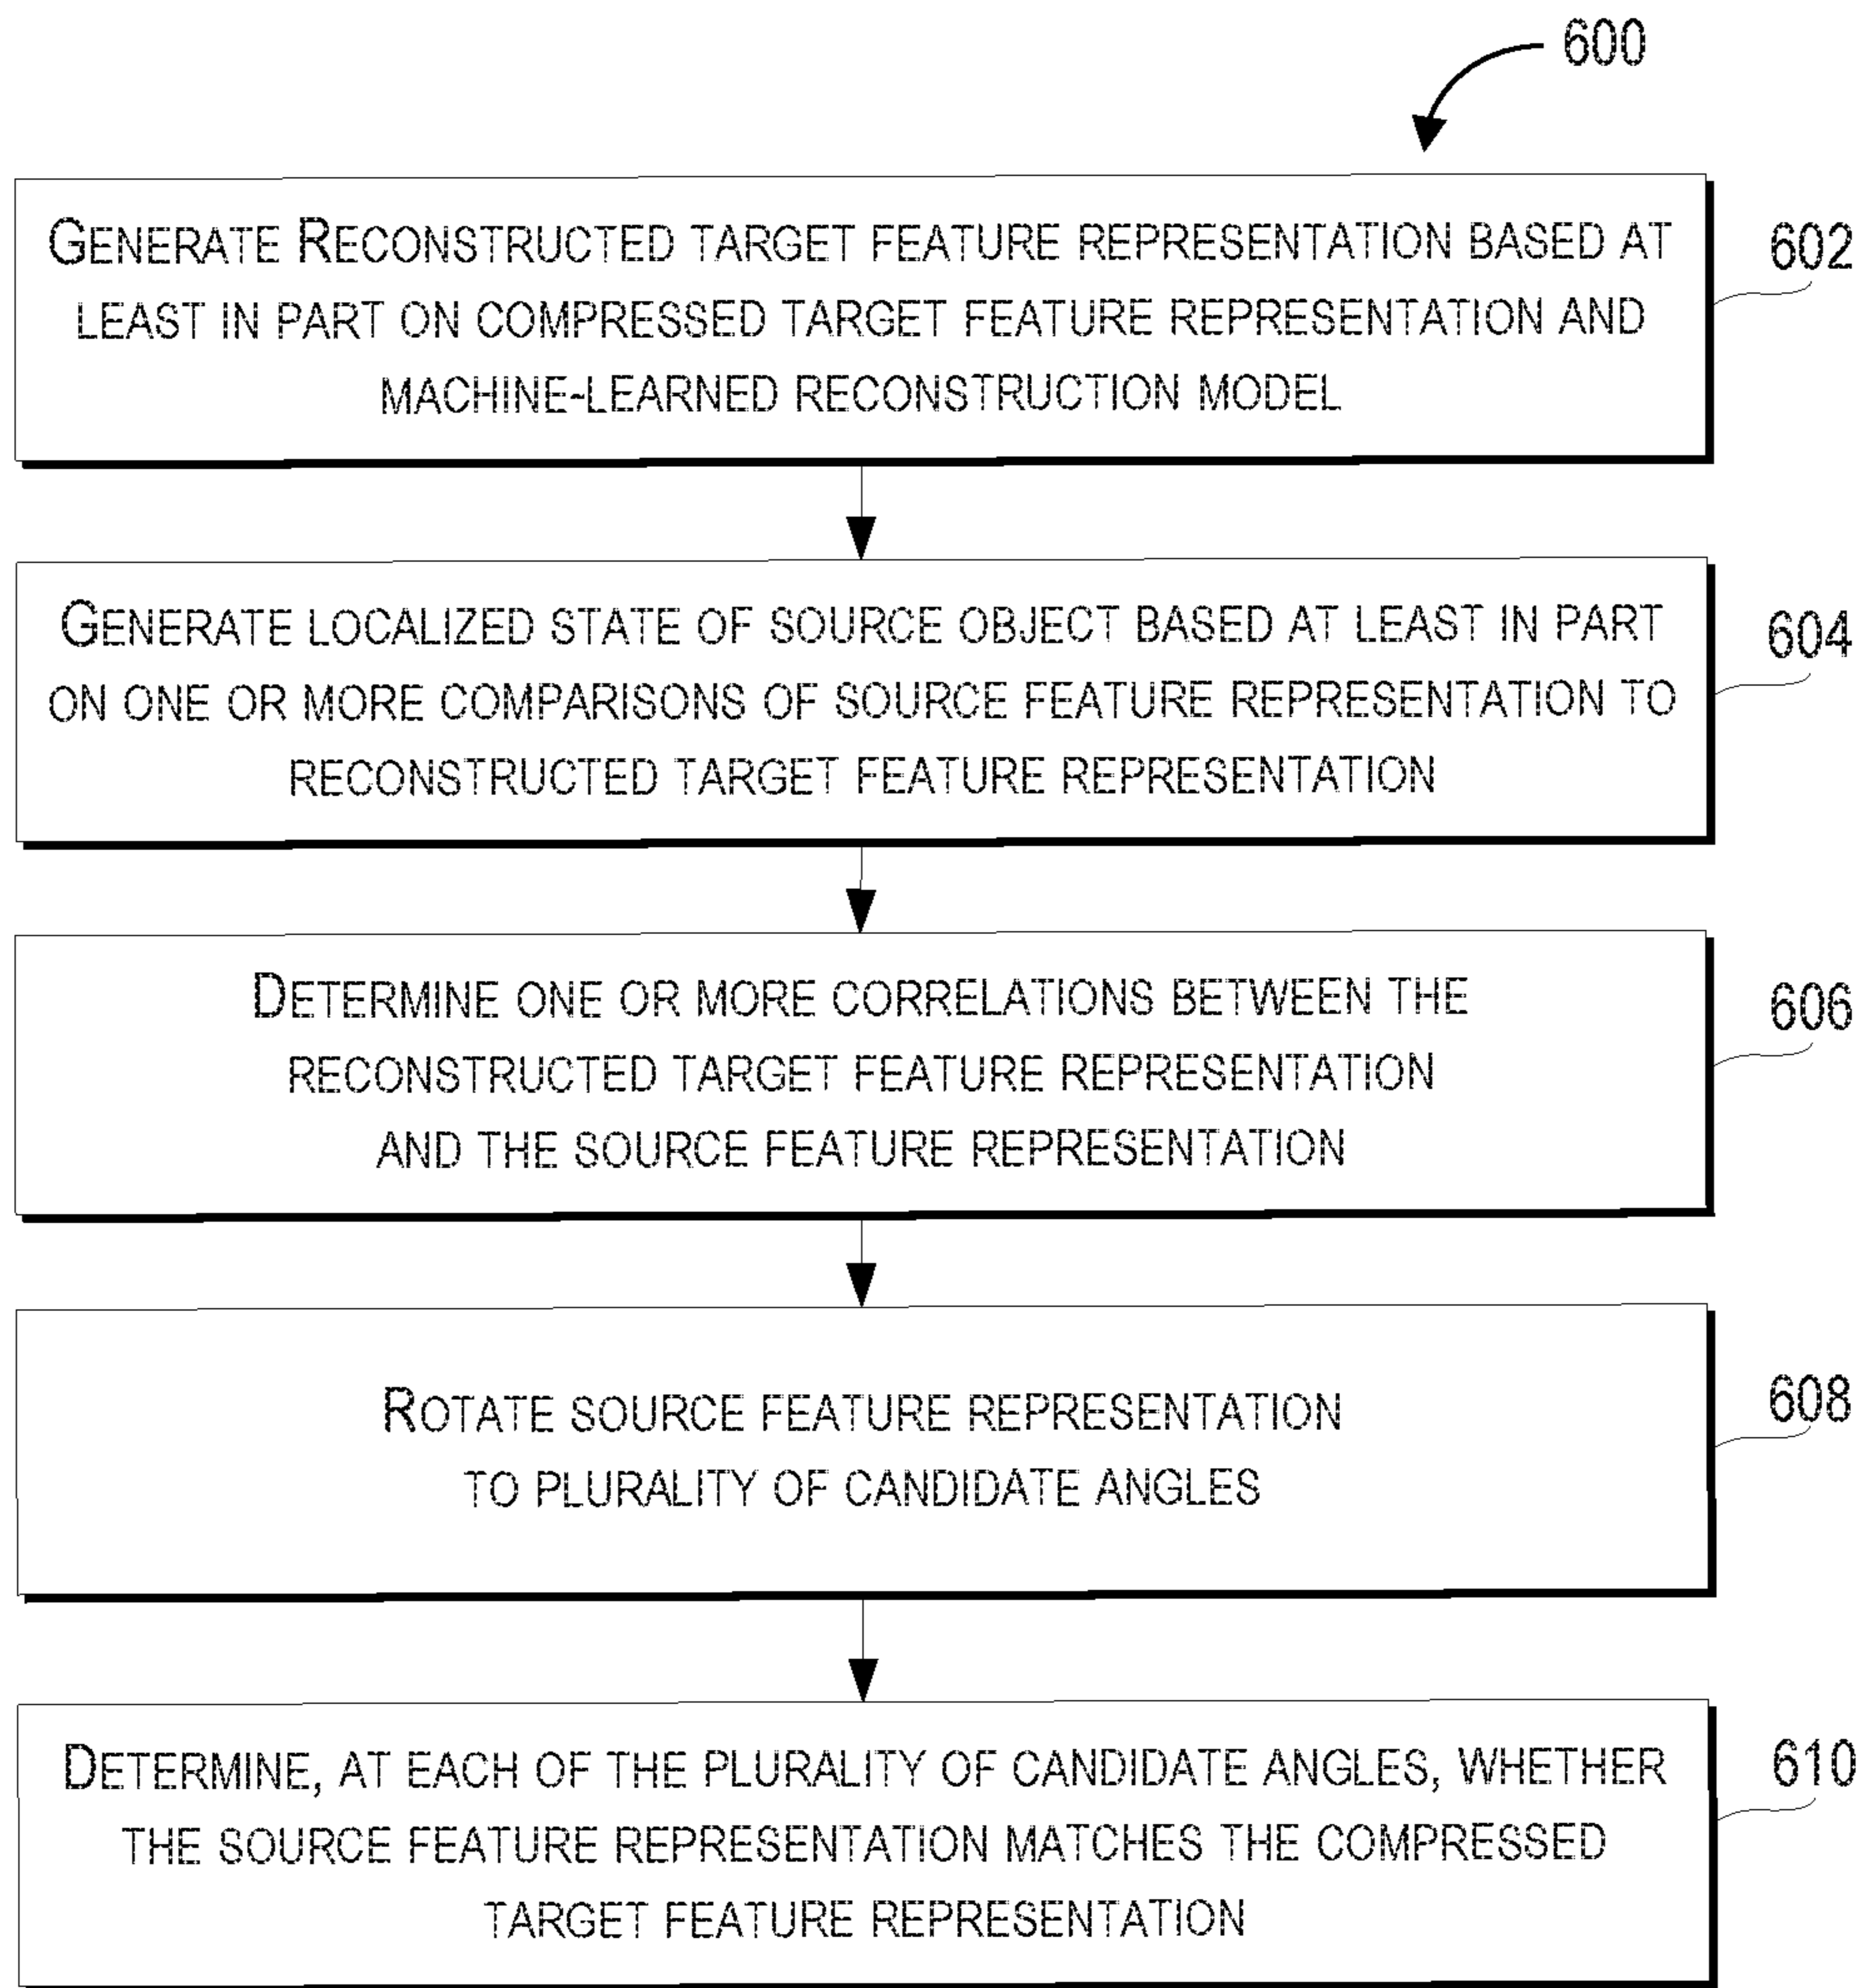 600
GENERATE RECONSTRUCTED TARGET FEATURE REPRESENTATION BASED AT
LEAST IN PART ON COMPRESSED TARGET FEATURE REPRESENTATION AND
MACHINE-LEARNED RECONSTRUCTION MODEL
602
GENERATE LOCALIZED STATE OF SOURCE OBJECT BASED AT LEAST IN PART
ON ONE OR MORE COMPARISONS OF SOURCE FEATURE REPRESENTATION TO
RECONSTRUCTED TARGET FEATURE REPRESENTATION
604
DETERMINE ONE OR MORE CORRELATIONS BETWEEN THE
RECONSTRUCTED TARGET FEATURE REPRESENTATION
AND THE SOURCE FEATURE REPRESENTATION
606
ROTATE SOURCE FEATURE REPRESENTATION
TO PLURALITY OF CANDIDATE ANGLES
608
DETERMINE, AT EACH OF THE PLURALITY OF CANDIDATE ANGLES, WHETHER
THE SOURCE FEATURE REPRESENTATION MATCHES THE COMPRESSED
TARGET FEATURE REPRESENTATION
610